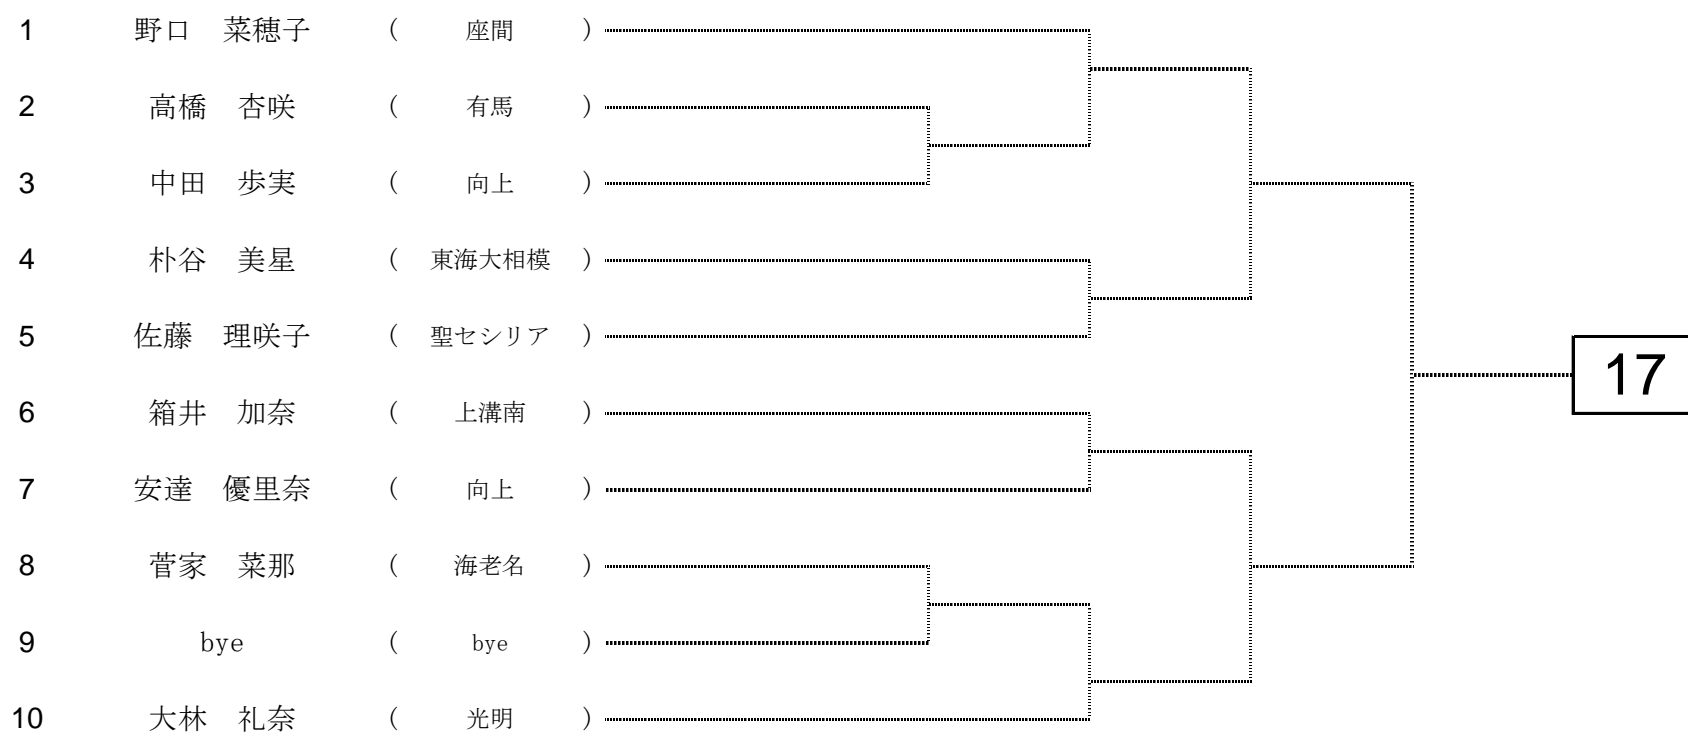 1 野口　菜穂子 ( 座間 )
2 高橋　杏咲 ( 有馬 )
3 中田　歩実 ( 向上 )
4 朴谷　美星 ( 東海大相模 )
5 佐藤　理咲子 ( 聖セシリア )
17
6 箱井　加奈 ( 上溝南 )
7 安達　優里奈 ( 向上 )
8 菅家　菜那 ( 海老名 )
9 bye ( bye )
10 大林　礼奈 ( 光明 )